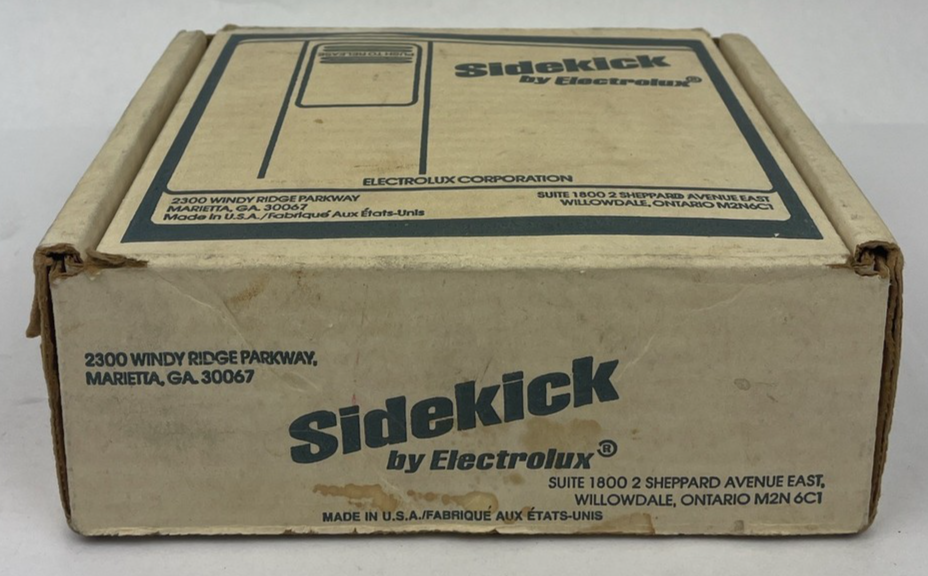 Sidekick
by Electrolux®
ELECTROLUX CORPORATION
2300 WINDY RIDGE PARKWAY
MARIETTA, GA. 30067
Made in U.S.A./Fabriqué Aux États-Unis
SUITE 1800 2 SHEPPARD AVENUE EAST
WILLOWDALE, ONTARIO M2N6C1
2300 WINDY RIDGE PARKWAY,
MARIETTA, GA. 30067
Sidekick
by Electrolux®
SUITE 1800 2 SHEPPARD AVENUE EAST,
WILLOWDALE, ONTARIO M2N 6C1
MADE IN U.S.A./FABRIQUÉ AUX ÉTATS-UNIS